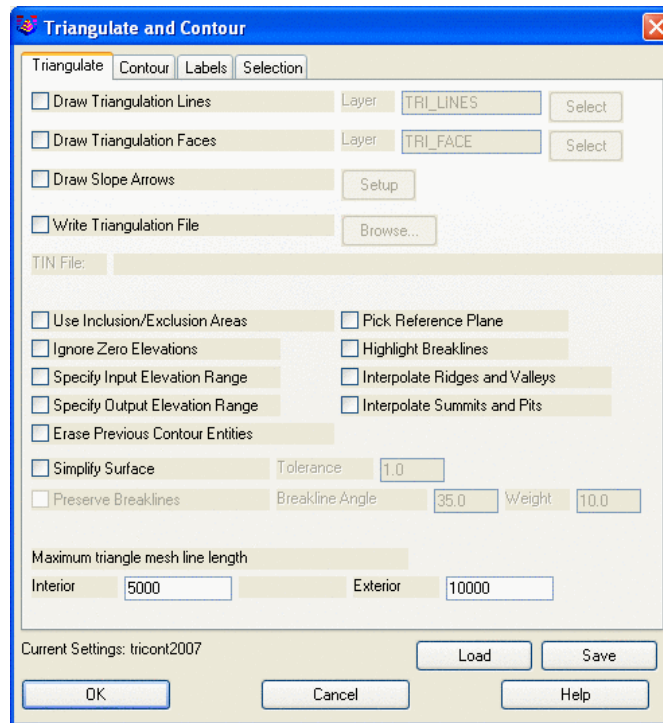 Triangulate and Contour
Triangulate Contour Labels Selection
Draw Triangulation Lines Layer TRI_LINES Select
Draw Triangulation Faces Layer TRI_FACE Select
Draw Slope Arrows Setup
Write Triangulation File Browse...
TIN File:
Use Inclusion/Exclusion Areas Pick Reference Plane
Ignore Zero Elevations Highlight Breaklines
Specify Input Elevation Range Interpolate Ridges and Valleys
Specify Output Elevation Range Interpolate Summits and Pits
Erase Previous Contour Entities
Simplify Surface Tolerance 1.0
Preserve Breaklines Breakline Angle 35.0 Weight 10.0
Maximum triangle mesh line length
Interior 5000 Exterior 10000
Current Settings: tricont2007 Load Save
OK Cancel Help